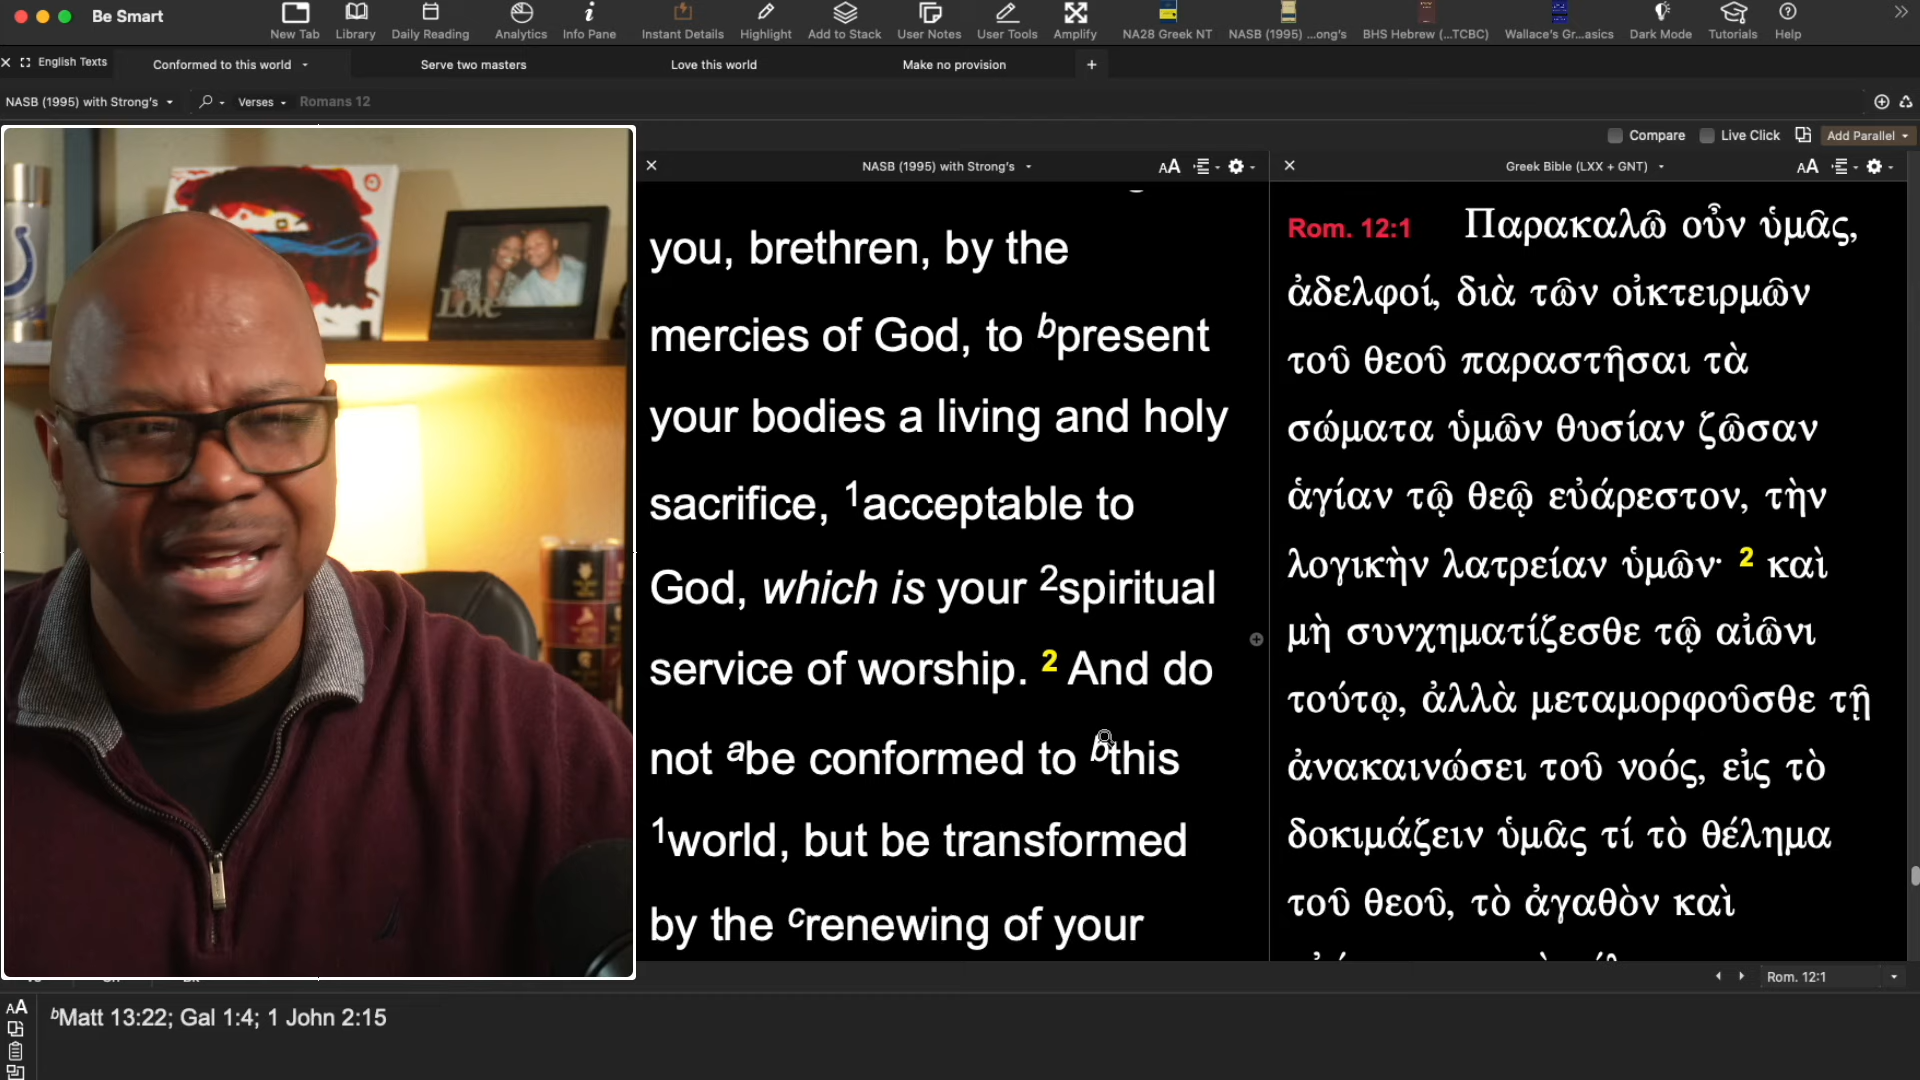 Be Smart
New Tab
Library
Daily Reading
Analytics
Info Pane
Instant Details
Highlight
Add to Stack
User Notes
User Tools
Amplify
NA28 Greek NT
NASB (1995) ...ong's
BHS Hebrew (...TCBC)
Wallace's Gr...asics
Dark Mode
Tutorials
Help
English Texts
Conformed to this world
Serve two masters
Love this world
Make no provision
NASB (1995) with Strong's
Verses
Romans 12
Compare
Live Click
Add Parallel
Love
NASB (1995) with Strong's
AA
you, brethren, by the
mercies of God, to bpresent
your bodies a living and holy
sacrifice, 1acceptable to
God, which is your 2spiritual
service of worship. 2 And do
not abe conformed to bthis
1world, but be transformed
by the crenewing of your
Greek Bible (LXX + GNT)
AA
Rom. 12:1 Παρακαλῶ οὖν ὑμᾶς,
ἀδελφοί, διὰ τῶν οἰκτειρμῶν
τοῦ θεοῦ παραστῆσαι τὰ
σώματα ὑμῶν θυσίαν ζῶσαν
ἁγίαν τῷ θεῷ εὐάρεστον, τὴν
λογικὴν λατρείαν ὑμῶν· 2 καὶ
μὴ συνχηματίζεσθε τῷ αἰῶνι
τούτῳ, ἀλλὰ μεταμορφοῦσθε τῇ
ἀνακαινώσει τοῦ νοός, εἰς τὸ
δοκιμάζειν ὑμᾶς τί τὸ θέλημα
τοῦ θεοῦ, τὸ ἀγαθὸν καὶ
Rom. 12:1
AA
bMatt 13:22; Gal 1:4; 1 John 2:15